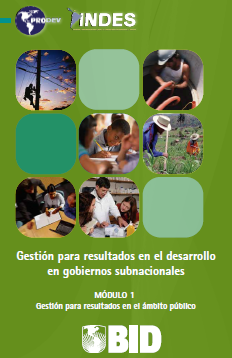 PRODEV
INDES
Gestión para resultados en el desarrollo
en gobiernos subnacionales
MÓDULO 1
Gestión para resultados en el ámbito público
BID